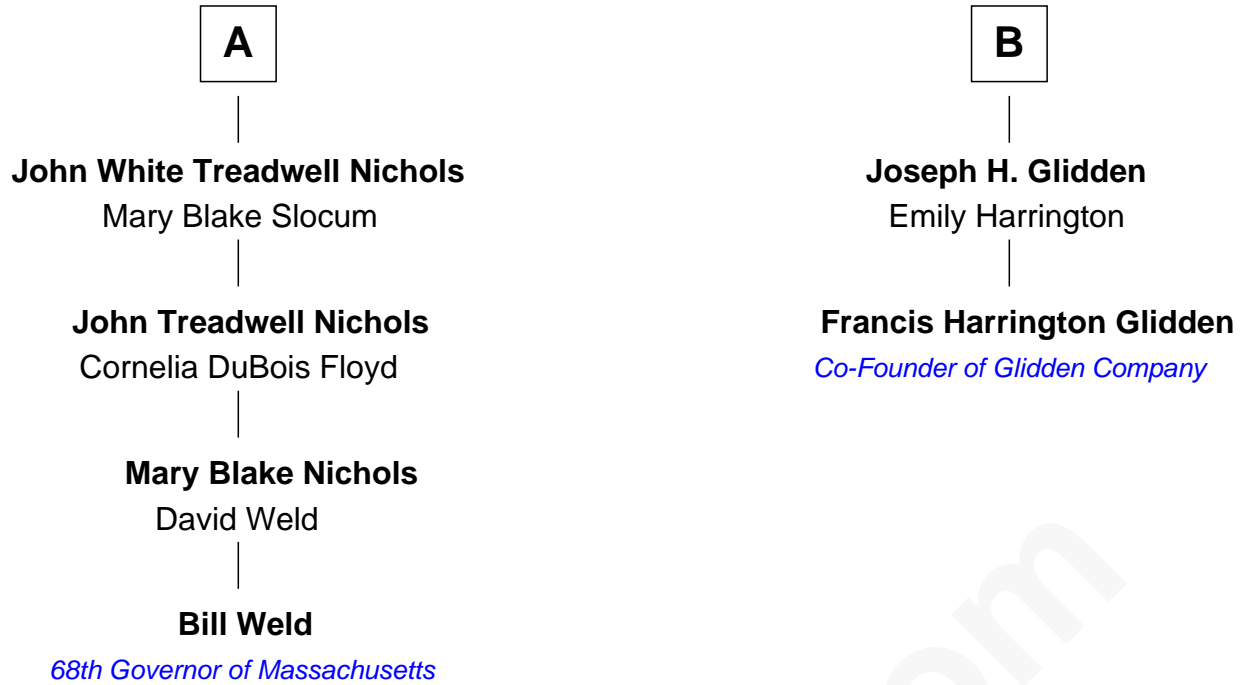 A
John White Treadwell Nichols
Mary Blake Slocum
John Treadwell Nichols
Cornelia DuBois Floyd
Mary Blake Nichols
David Weld
Bill Weld
68th Governor of Massachusetts
B
Joseph H. Glidden
Emily Harrington
Francis Harrington Glidden
Co-Founder of Glidden Company
om